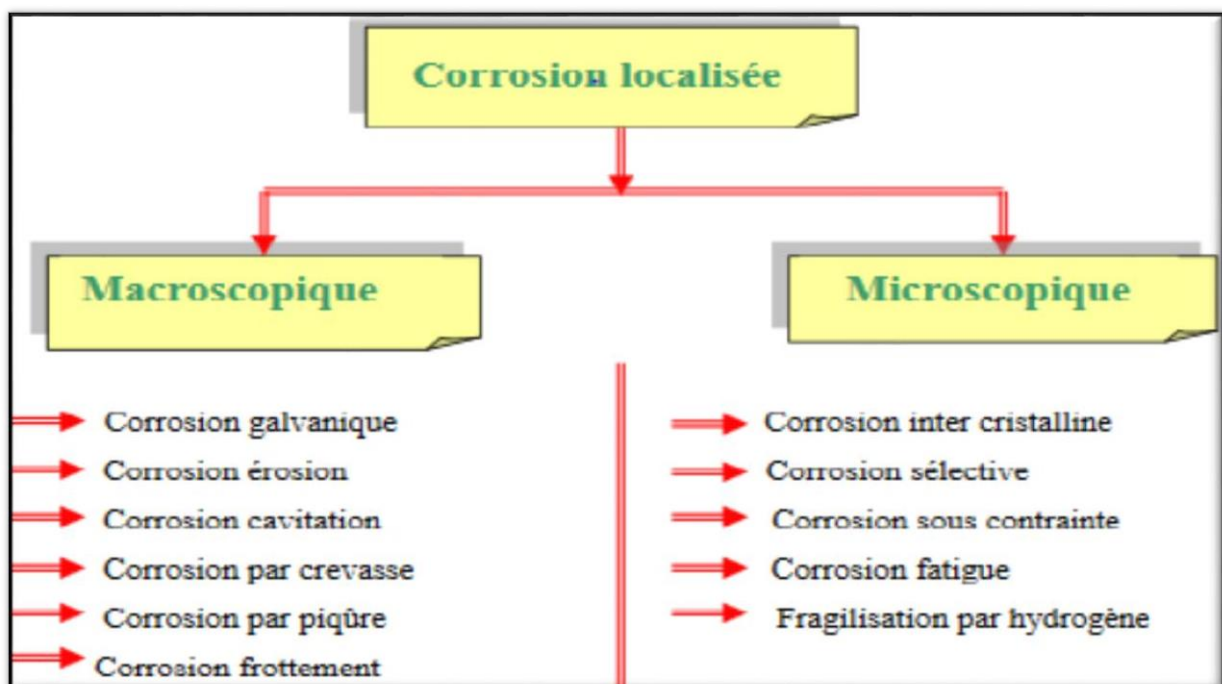 Corrosion localisée
Macroscopique
Microscopique
Corrosion galvanique
Corrosion érosion
Corrosion cavitation
Corrosion par crevasse
Corrosion par piqûre
Corrosion frottement
Corrosion inter cristalline
Corrosion sélective
Corrosion sous contrainte
Corrosion fatigue
Fragilisation par hydrogène